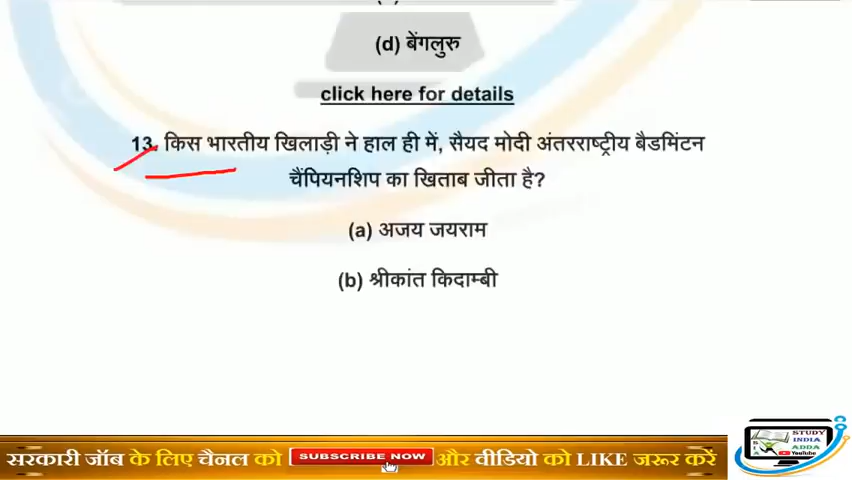 (d) बेंगलुरु
click here for details
13. किस भारतीय खिलाड़ी ने हाल ही में, सैयद मोदी अंतरराष्ट्रीय बैडमिंटन
चैंपियनशिप का खिताब जीता है?
(a) अजय जयराम
(b) श्रीकांत किदाम्बी
सरकारी जॉब के लिए चैनल को SUBSCRIBE NOW और वीडियो को LIKE जरूर करें
STUDY
INDIA
ADDA
YouTube